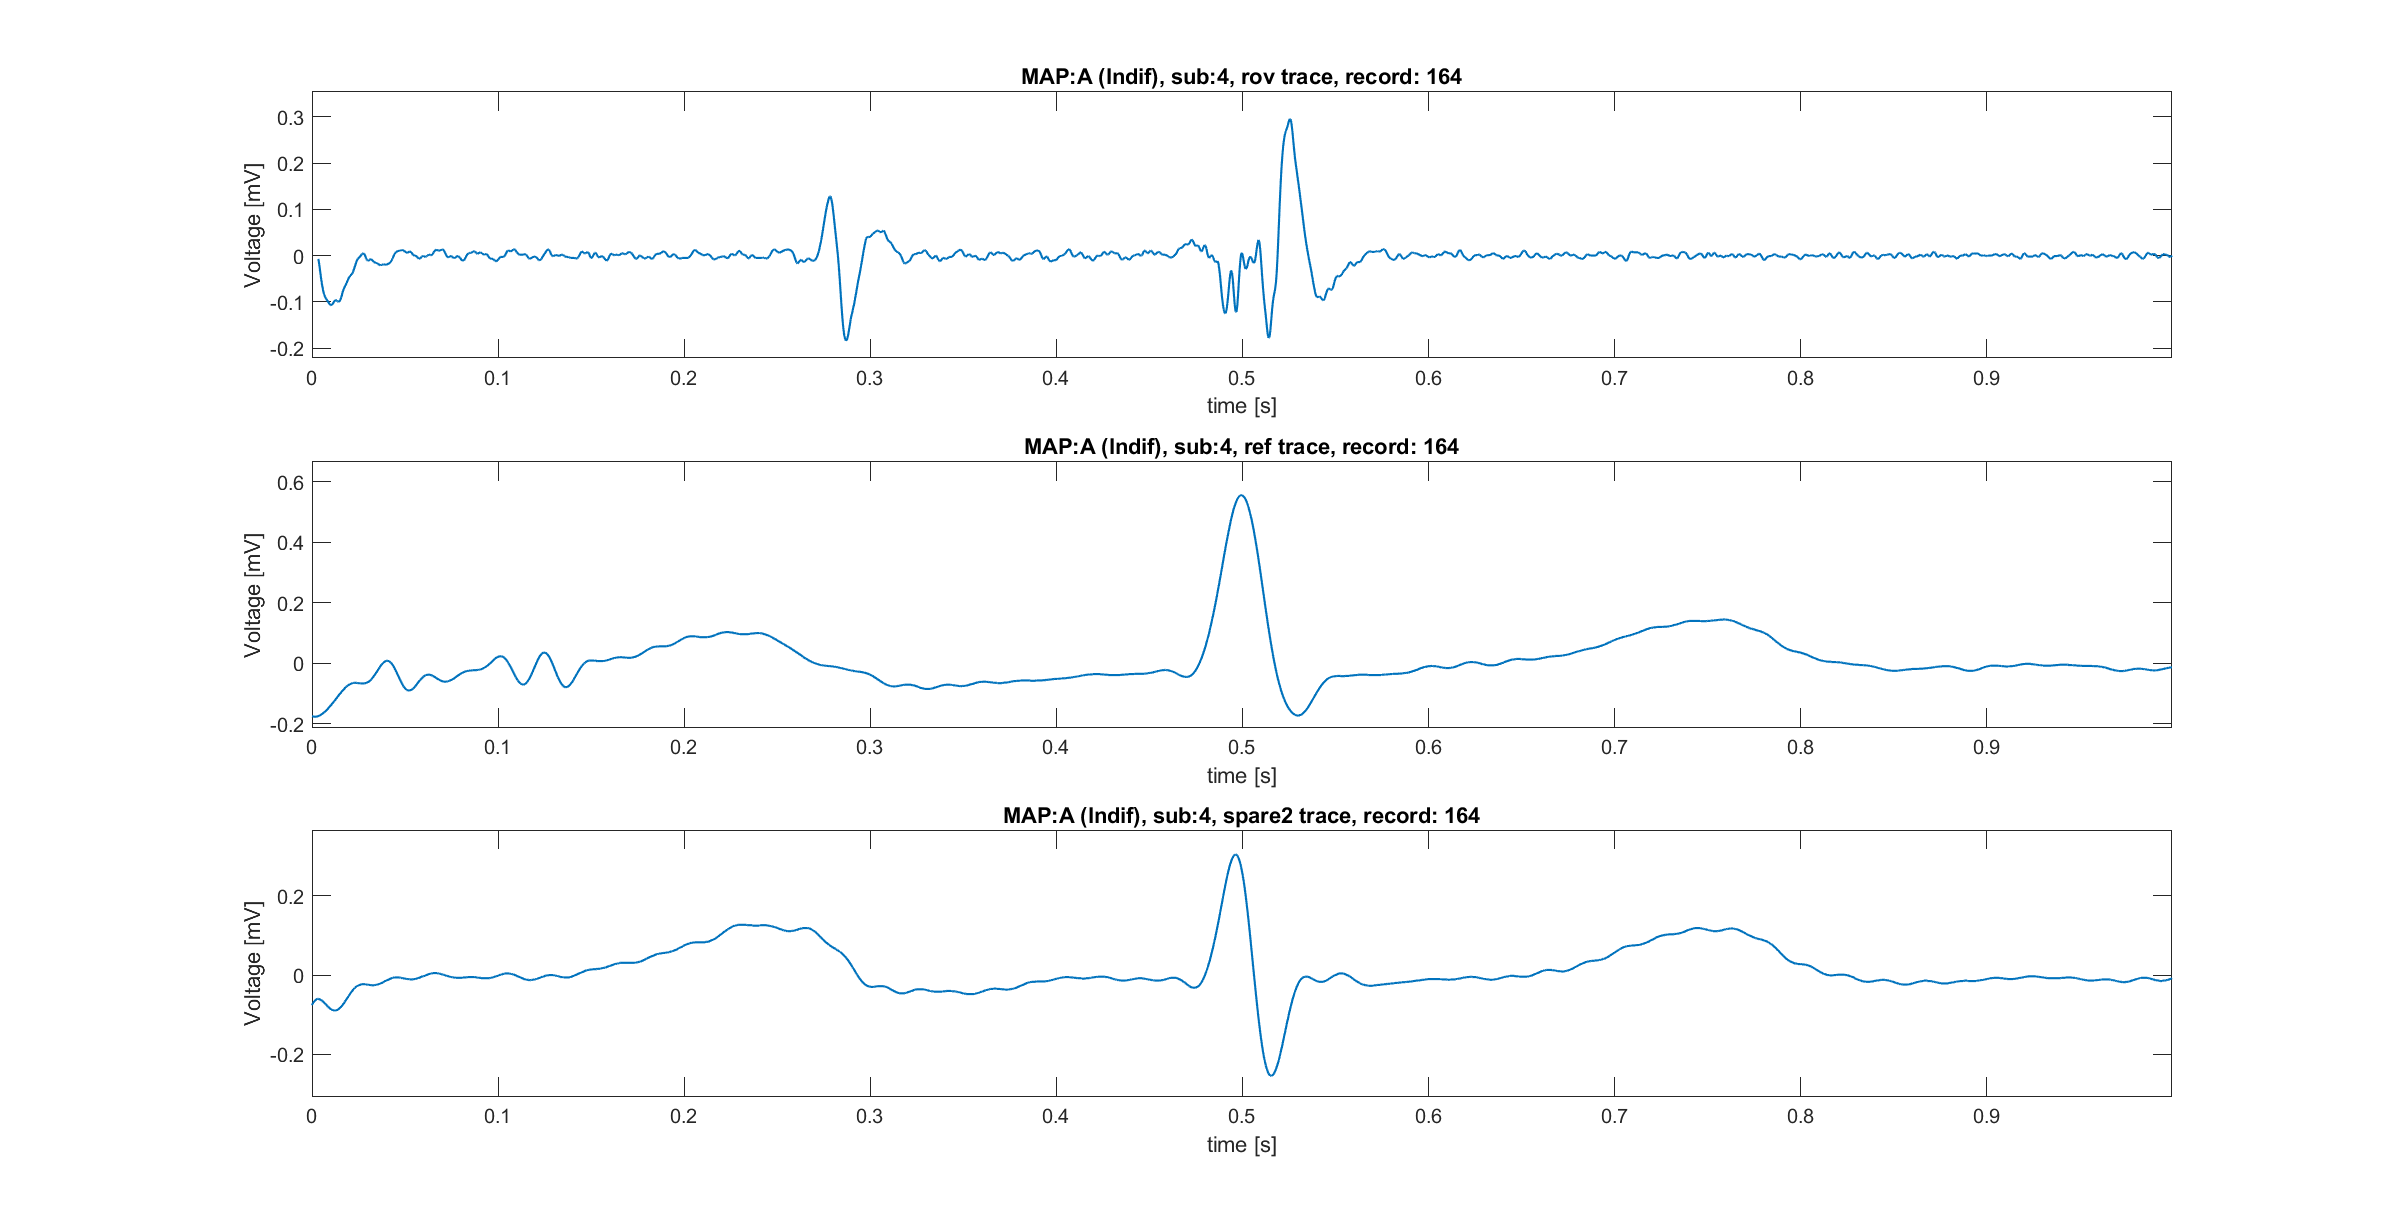 MAP:A (Indif), sub:4, rov trace, record: 164
Voltage [mV]
0.3
0.2
0.1
0
-0.1
-0.2
0 0.1 0.2 0.3 0.4 0.5 0.6 0.7 0.8 0.9
time [s]
MAP:A (Indif), sub:4, ref trace, record: 164
Voltage [mV]
0.6
0.4
0.2
0
-0.2
0 0.1 0.2 0.3 0.4 0.5 0.6 0.7 0.8 0.9
time [s]
MAP:A (Indif), sub:4, spare2 trace, record: 164
Voltage [mV]
0.2
0
-0.2
0 0.1 0.2 0.3 0.4 0.5 0.6 0.7 0.8 0.9
time [s]